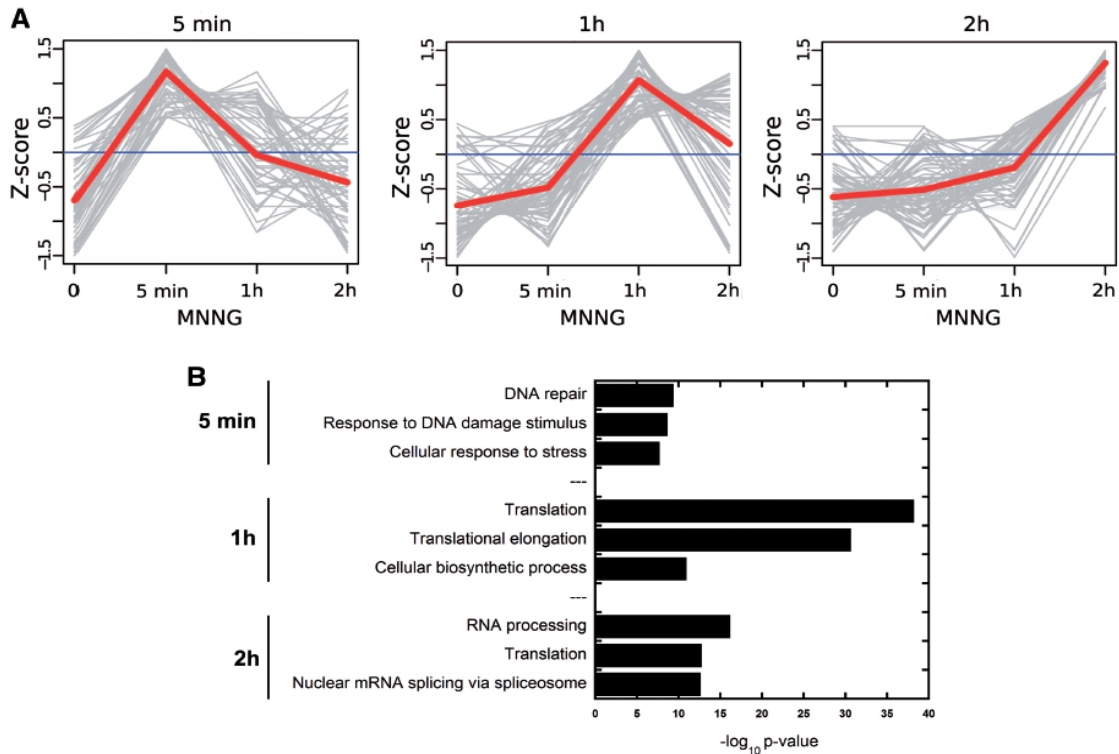 A
5 min
1h
2h
Z-score
1.5
0.5
-0.5
-1.5
0
5 min
1h
2h
MNNG
Z-score
1.5
0.5
-0.5
-1.5
0
5 min
1h
2h
MNNG
Z-score
1.5
0.5
-0.5
-1.5
0
5 min
1h
2h
MNNG
B
5 min
DNA repair
Response to DNA damage stimulus
Cellular response to stress
---
1h
Translation
Translational elongation
Cellular biosynthetic process
---
2h
RNA processing
Translation
Nuclear mRNA splicing via spliceosome
0 5 10 15 20 25 30 35 40
-log10 p-value